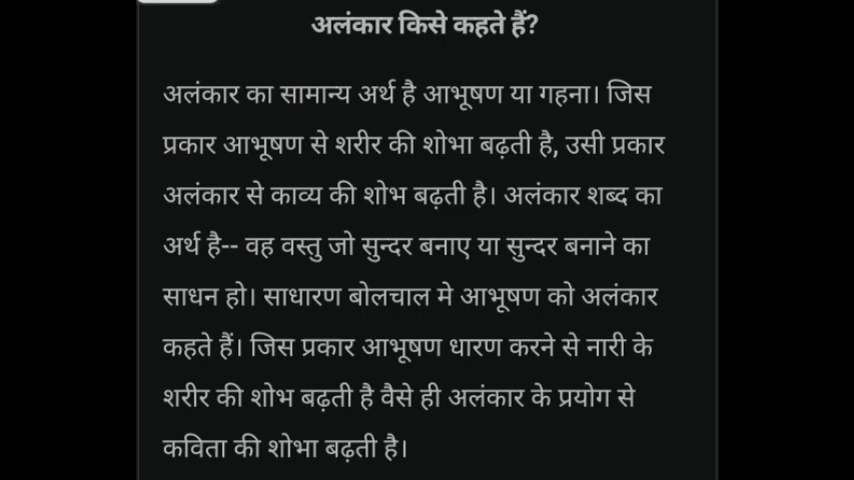 अलंकार किसे कहते हैं?
अलंकार का सामान्य अर्थ है आभूषण या गहना। जिस
प्रकार आभूषण से शरीर की शोभा बढ़ती है, उसी प्रकार
अलंकार से काव्य की शोभ बढ़ती है। अलंकार शब्द का
अर्थ है-- वह वस्तु जो सुन्दर बनाए या सुन्दर बनाने का
साधन हो। साधारण बोलचाल मे आभूषण को अलंकार
कहते हैं। जिस प्रकार आभूषण धारण करने से नारी के
शरीर की शोभ बढ़ती है वैसे ही अलंकार के प्रयोग से
कविता की शोभा बढ़ती है।